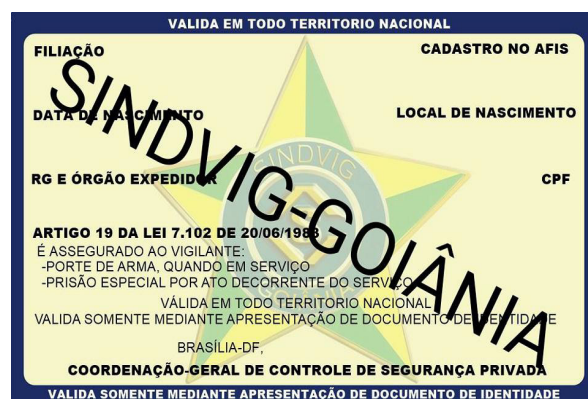 VALIDA EM TODO TERRITORIO NACIONAL
FILIAÇÃO
CADASTRO NO AFIS
DATA DE NASCIMENTO
LOCAL DE NASCIMENTO
RG E ÓRGÃO EXPEDIDOR
CPF
SINDVIG-GOIÂNIA
SINDVIG
ARTIGO 19 DA LEI 7.102 DE 20/06/1983
É ASSEGURADO AO VIGILANTE:
-PORTE DE ARMA, QUANDO EM SERVIÇO
-PRISÃO ESPECIAL POR ATO DECORRENTE DO SERVIÇO
VÁLIDA EM TODO TERRITORIO NACIONAL
VALIDA SOMENTE MEDIANTE APRESENTAÇÃO DE DOCUMENTO DE IDENTIDADE
BRASÍLIA-DF,
COORDENAÇÃO-GERAL DE CONTROLE DE SEGURANÇA PRIVADA
VALIDA SOMENTE MEDIANTE APRESENTAÇÃO DE DOCUMENTO DE IDENTIDADE